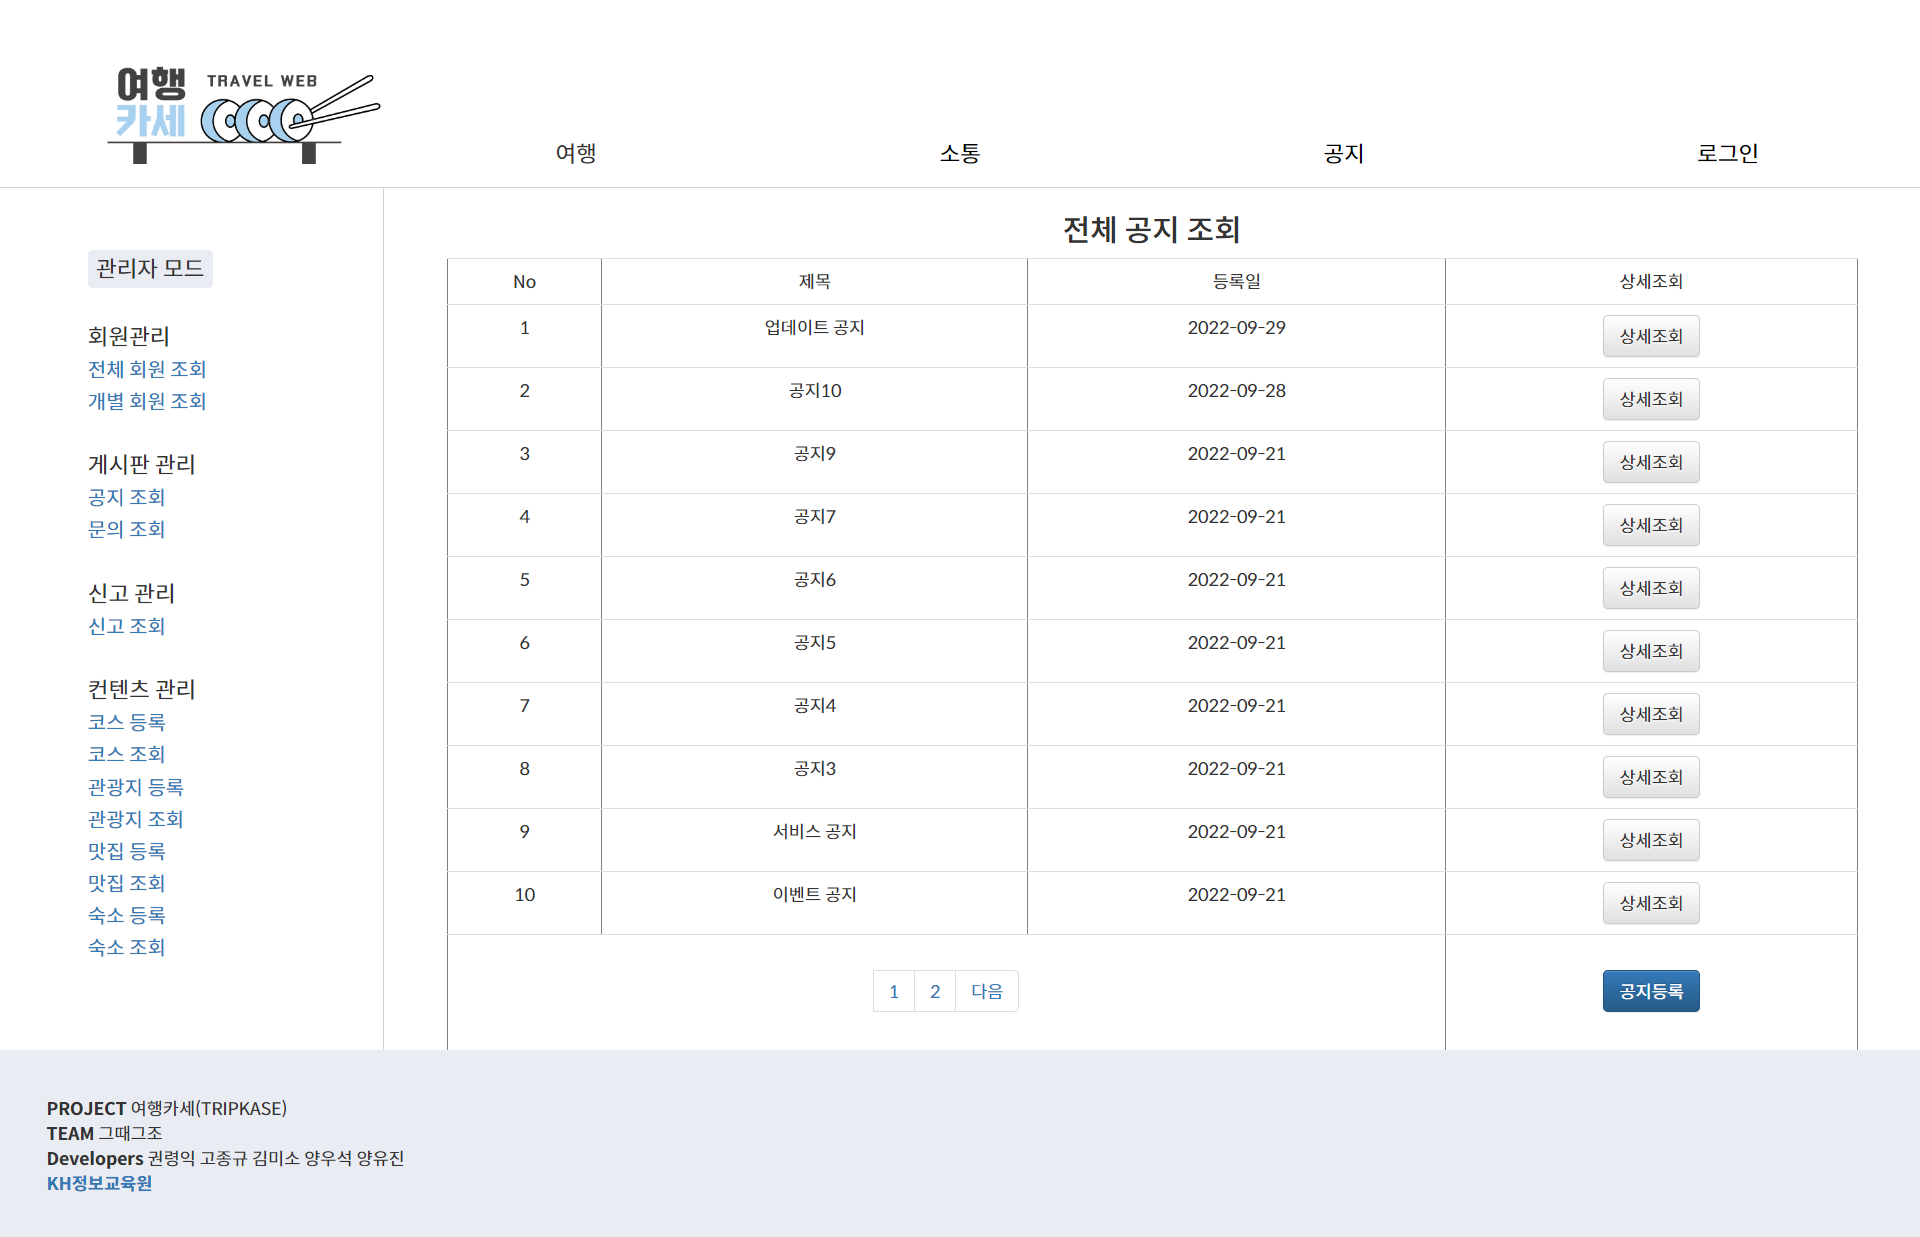 여행
카세
TRAVEL WEB
여행 소통 공지 로그인
관리자 모드
회원관리
전체 회원 조회
개별 회원 조회
게시판 관리
공지 조회
문의 조회
신고 관리
신고 조회
컨텐츠 관리
코스 등록
코스 조회
관광지 등록
관광지 조회
맛집 등록
맛집 조회
숙소 등록
숙소 조회
전체 공지 조회
No 제목 등록일 상세조회
1 업데이트 공지 2022-09-29 상세조회
2 공지10 2022-09-28 상세조회
3 공지9 2022-09-21 상세조회
4 공지7 2022-09-21 상세조회
5 공지6 2022-09-21 상세조회
6 공지5 2022-09-21 상세조회
7 공지4 2022-09-21 상세조회
8 공지3 2022-09-21 상세조회
9 서비스 공지 2022-09-21 상세조회
10 이벤트 공지 2022-09-21 상세조회
1 2 다음 공지등록
PROJECT 여행카세(TRIPKASE)
TEAM 그때그조
Developers 권령익 고종규 김미소 양우석 양유진
KH정보교육원